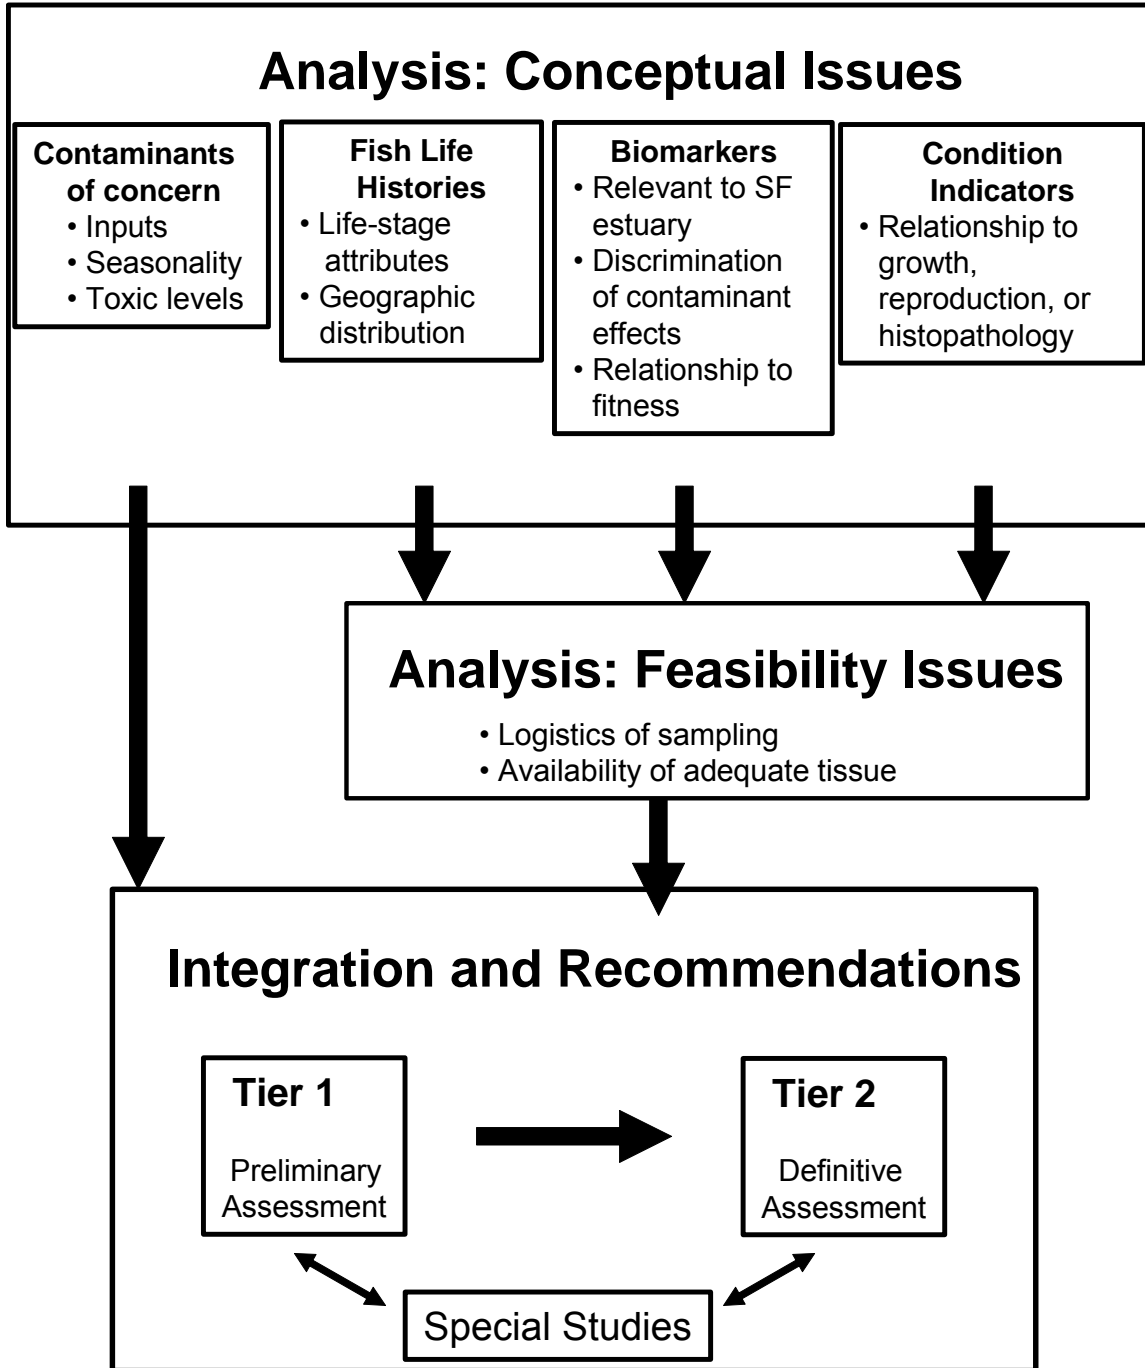 Analysis: Conceptual Issues
Contaminants
of concern
• Inputs
• Seasonality
• Toxic levels
Fish Life
Histories
• Life-stage
attributes
• Geographic
distribution
Biomarkers
• Relevant to SF
estuary
• Discrimination
of contaminant
effects
• Relationship to
fitness
Condition
Indicators
• Relationship to
growth,
reproduction, or
histopathology
Analysis: Feasibility Issues
• Logistics of sampling
• Availability of adequate tissue
Integration and Recommendations
Tier 1
Preliminary
Assessment
Tier 2
Definitive
Assessment
Special Studies